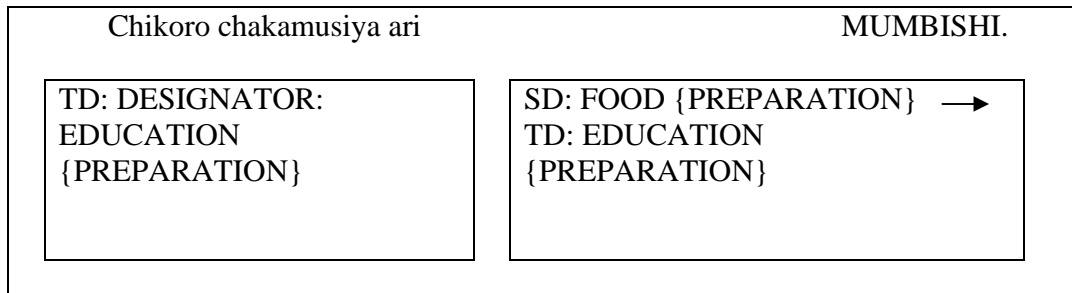 Chikoro chakamusiya ari MUMBISHI.
TD: DESIGNATOR:
EDUCATION
{PREPARATION}
SD: FOOD {PREPARATION} →
TD: EDUCATION
{PREPARATION}